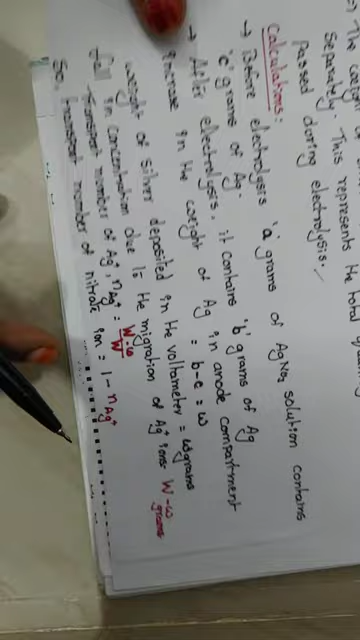 Separately. This represents the total
Passed during electrolysis.
Calculations:
→ Before electrolysis 'a' grams of AgNO3 solution contains
'c' grams of Ag.
→ After electrolysis, it contains 'b' grams of Ag
increase in the weight of Ag in anode compartment
= b-c = w
weight of silver deposited in the voltameter = W grams
fall in concentration due to the migration of Ag+ ions = W-w grams
Transport number of Ag+, nAg+ = W-w/W
So, transport number of nitrate ion = 1 - nAg+